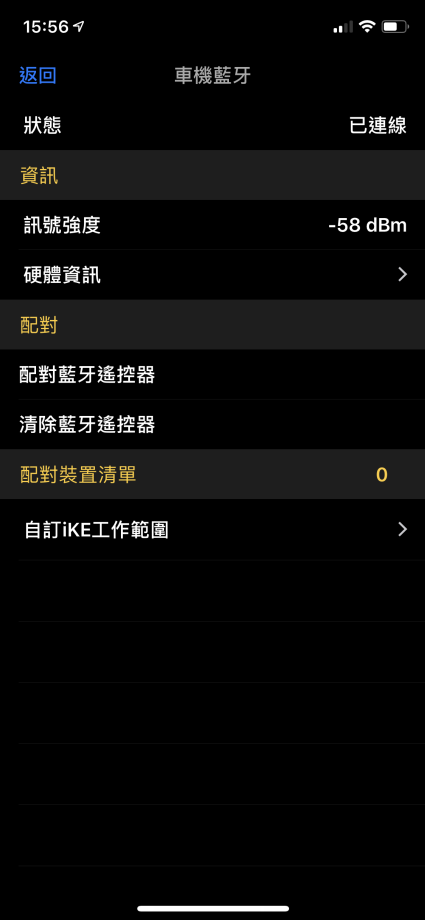 15:56
返回
車機藍牙
狀態 已連線
資訊
訊號強度 -58 dBm
硬體資訊
配對
配對藍牙遙控器
清除藍牙遙控器
配對裝置清單 0
自訂iKE工作範圍